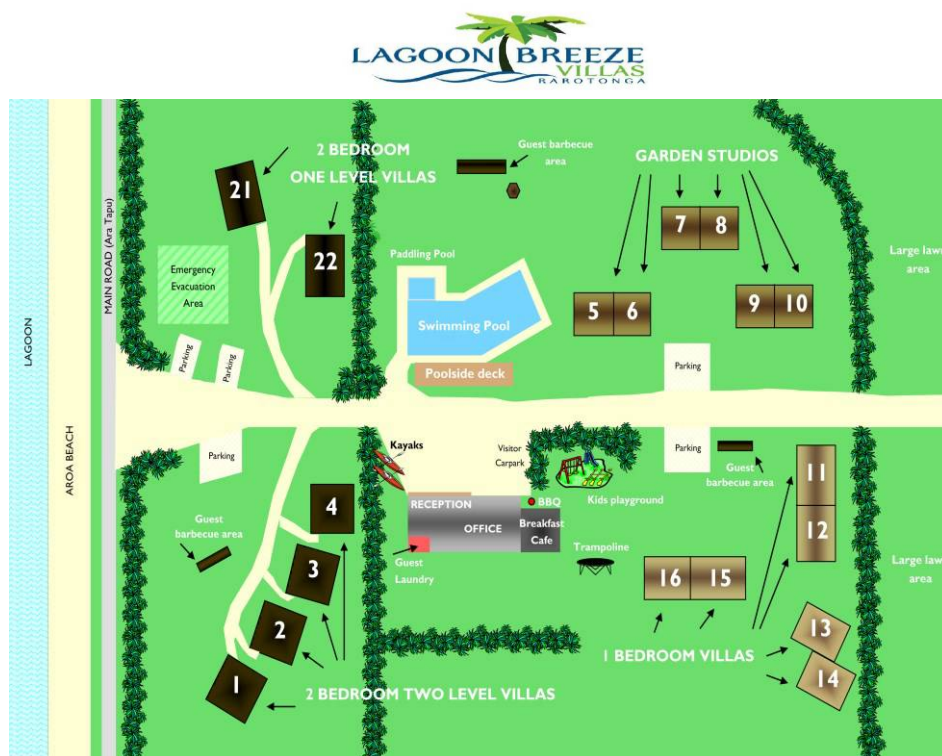 LAGOON BREEZE
VILLAS
RAROTONGA
LAGOON
AROA BEACH
MAIN ROAD (Ara Tapu)
2 BEDROOM
ONE LEVEL VILLAS
21
22
Emergency
Evacuation
Area
Parking
Parking
Parking
Guest barbecue
area
Paddling Pool
Swimming Pool
Poolside deck
GARDEN STUDIOS
7
8
5
6
9
10
Large lawn
area
Parking
Parking
Kayaks
Visitor
Carpark
RECEPTION
OFFICE
BBQ
Breakfast
Cafe
Guest
Laundry
Kids playground
Trampoline
Guest
barbecue area
11
12
16
15
13
14
1 BEDROOM VILLAS
Large lawn
area
Guest
barbecue area
4
3
2
1
2 BEDROOM TWO LEVEL VILLAS